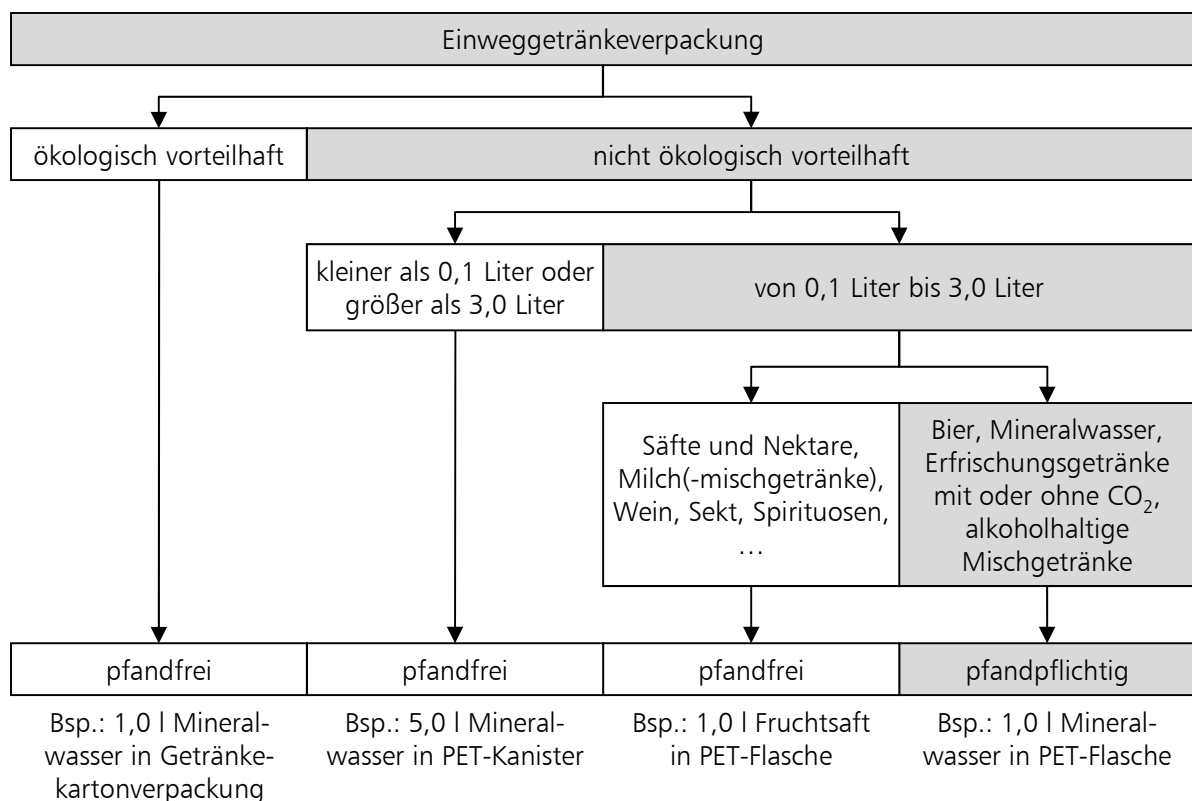 Einweggetränkeverpackung
ökologisch vorteilhaft
nicht ökologisch vorteilhaft
kleiner als 0,1 Liter oder
größer als 3,0 Liter
von 0,1 Liter bis 3,0 Liter
Säfte und Nektare,
Milch(-mischgetränke),
Wein, Sekt, Spirituosen,
…
Bier, Mineralwasser,
Erfrischungsgetränke
mit oder ohne CO₂,
alkoholhaltige
Mischgetränke
pfandfrei
pfandfrei
pfandfrei
pfandpflichtig
Bsp.: 1,0 l Mineral-
wasser in Getränke-
kartonverpackung
Bsp.: 5,0 l Mineral-
wasser in PET-Kanister
Bsp.: 1,0 l Fruchtsaft
in PET-Flasche
Bsp.: 1,0 l Mineral-
wasser in PET-Flasche